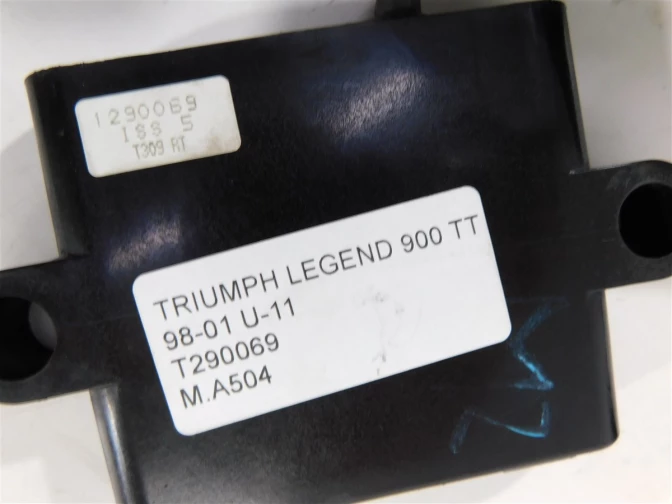 1290069
ISS 5
T309 RT
TRIUMPH LEGEND 900 TT
98-01 U-11
T290069
M.A504